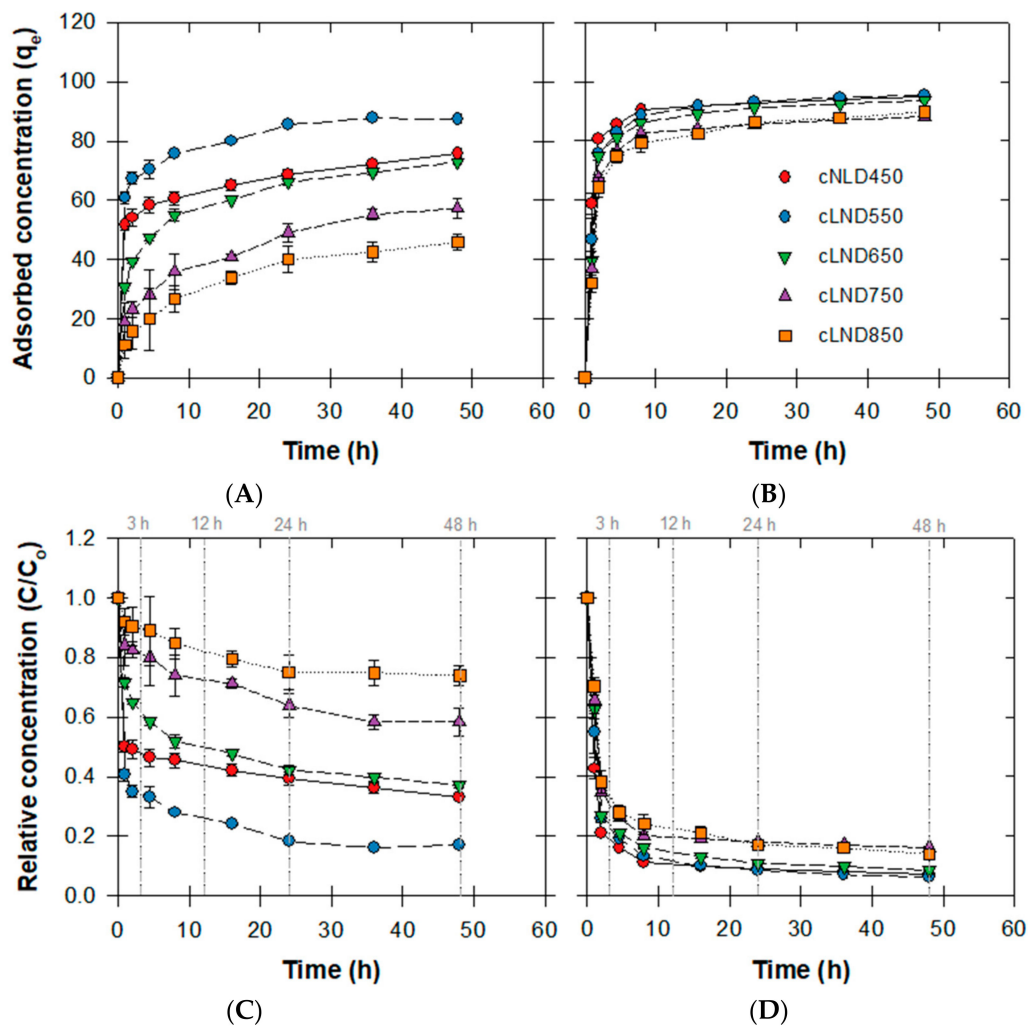 Adsorbed concentration (qe)
120
100
80
60
40
20
0
0 10 20 30 40 50 60
Time (h)
(A)
0 10 20 30 40 50 60
Time (h)
(B)
cNLD450
cLND550
cLND650
cLND750
cLND850
Relative concentration (C/Co)
3 h 12 h 24 h 48 h
1.2
1.0
0.8
0.6
0.4
0.2
0.0
0 10 20 30 40 50 60
Time (h)
(C)
3 h 12 h 24 h 48 h
0 10 20 30 40 50 60
Time (h)
(D)